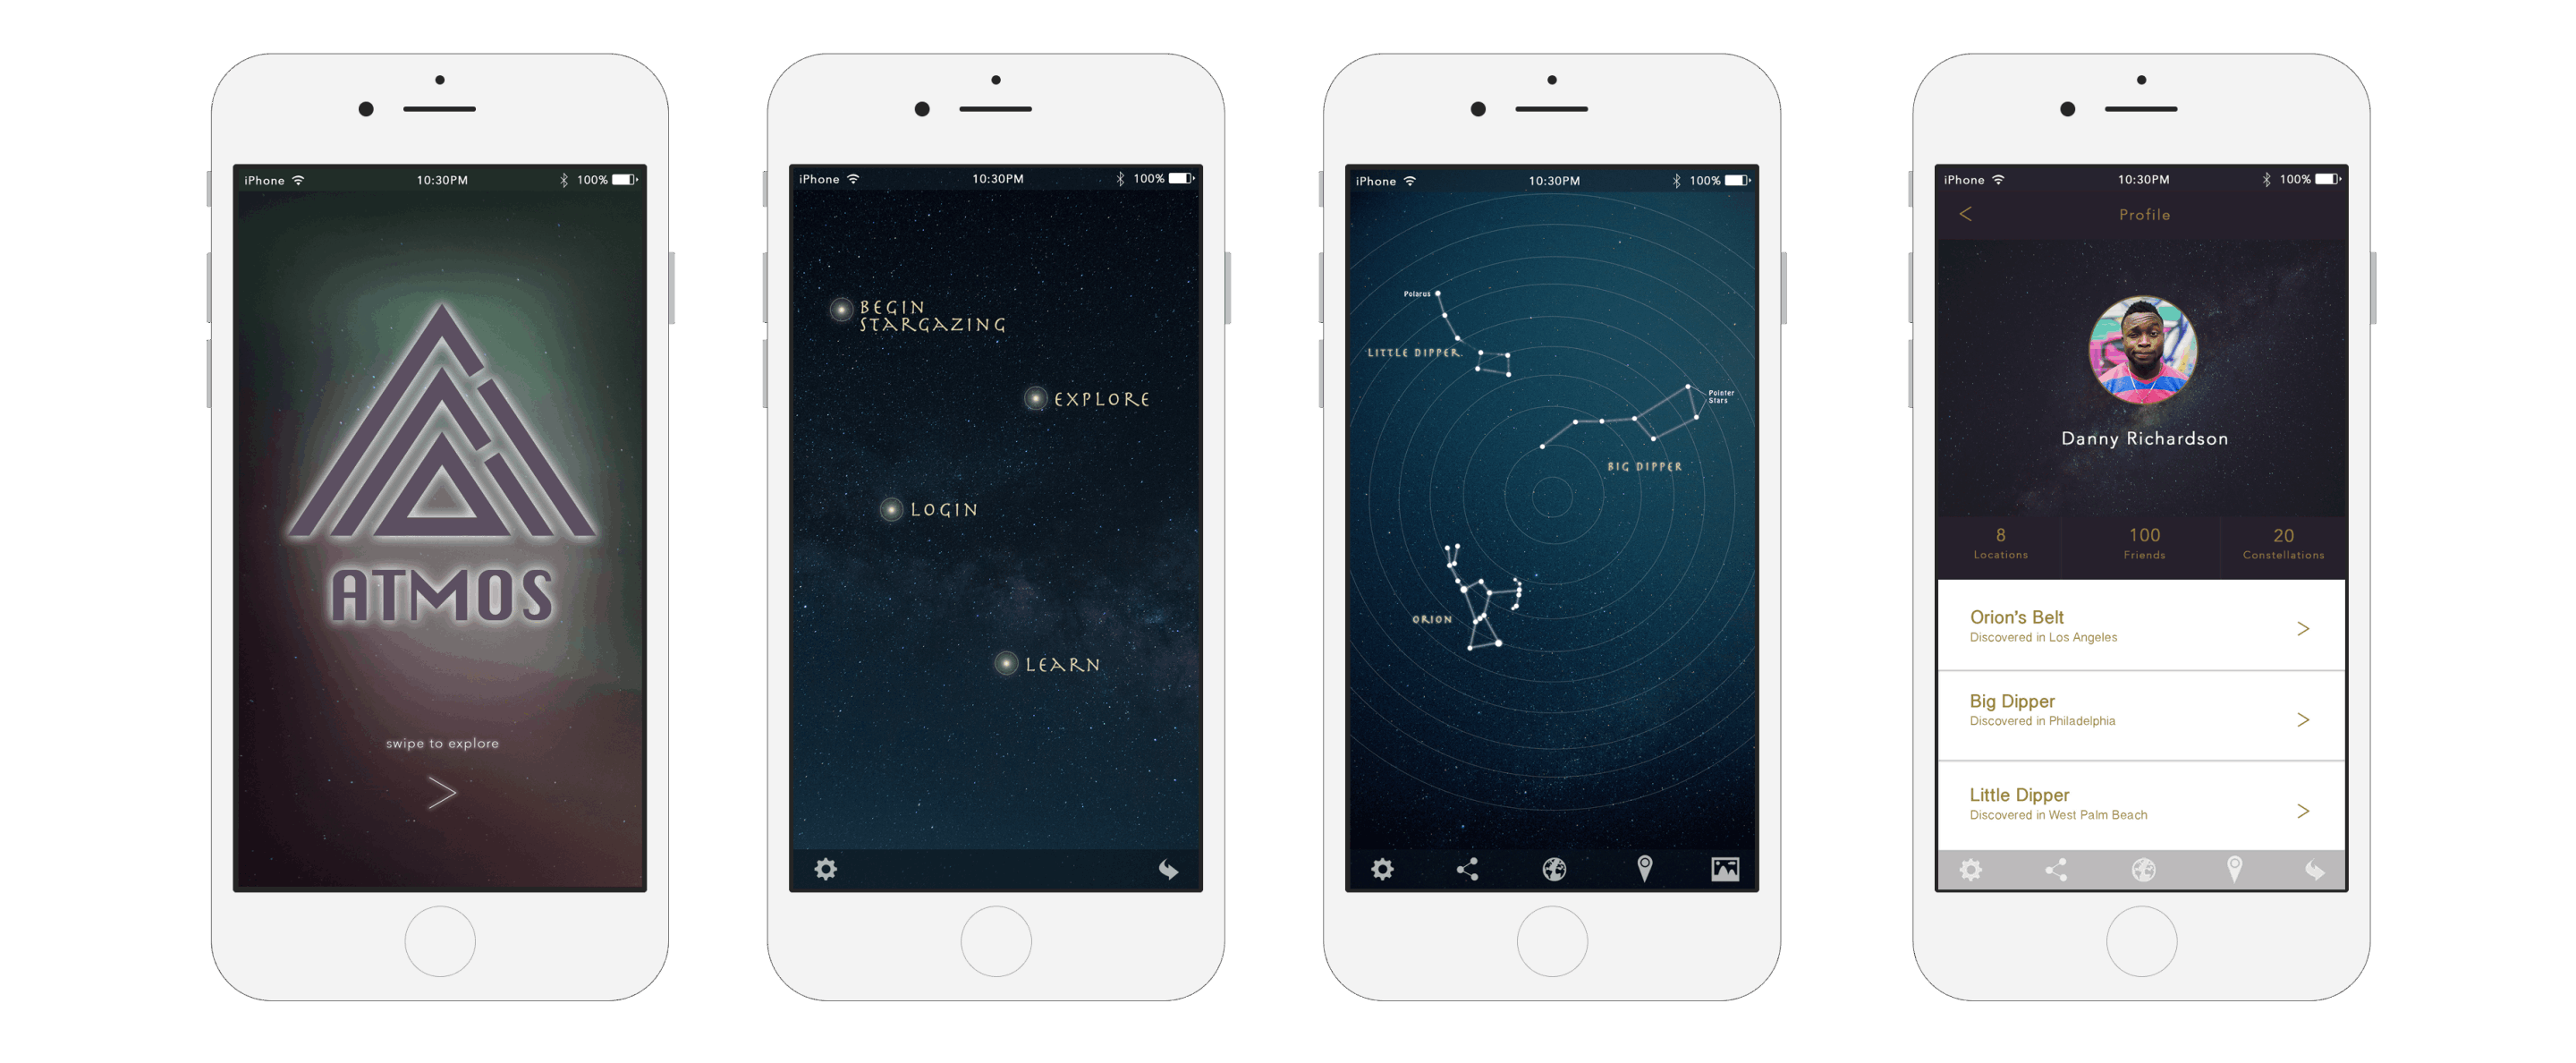 iPhone 10:30PM 100%
ATMOS
swipe to explore
iPhone 10:30PM 100%
BEGIN
STARGAZING
EXPLORE
LOGIN
LEARN
iPhone 10:30PM 100%
Polarus
LITTLE DIPPER
Pointer
Stars
BIG DIPPER
ORION
iPhone 10:30PM 100%
Profile
Danny Richardson
8 100 20
Locations Friends Constellations
Orion's Belt
Discovered in Los Angeles
Big Dipper
Discovered in Philadelphia
Little Dipper
Discovered in West Palm Beach